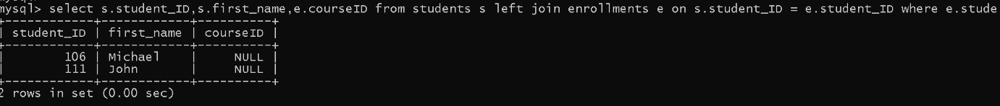 mysql> select s.student_ID,s.first_name,e.courseID from students s left join enrollments e on s.student_ID = e.student_ID where e.stude
+------------+------------+----------+
| student_ID | first_name | courseID |
+------------+------------+----------+
| 106 | Michael | NULL |
| 111 | John | NULL |
+------------+------------+----------+
2 rows in set (0.00 sec)